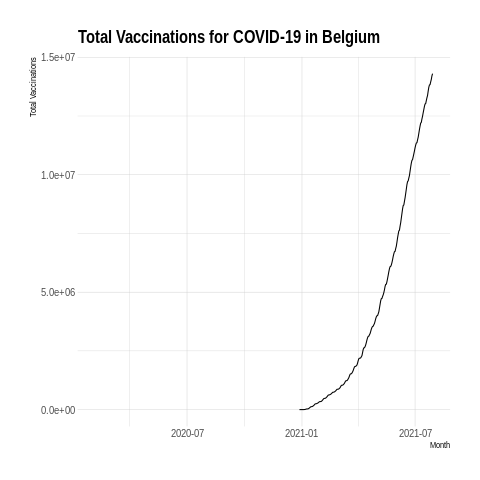 Total Vaccinations for COVID-19 in Belgium
Total Vaccinations
1.5e+07
1.0e+07
5.0e+06
0.0e+00
2020-07
2021-01
2021-07
Month